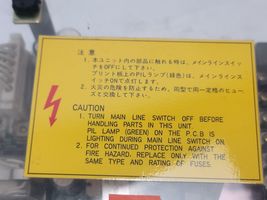 注 意
1. 本ユニット内の部品に触れる時は、メインラインスイッ
チをOFFにして下さい。
プリント板上のPILランプ(緑色)は、メインラインスイッ
チONで点灯します。
2. 火災の危険を防止するため、同型で同一定格のヒュー
ズと交換して下さい。
CAUTION
1. TURN MAIN LINE SWITCH OFF BEFORE
HANDLING PARTS IN THIS UNIT.
PIL LAMP (GREEN) ON THE P.C.B IS
LIGHTING DURING MAIN LINE SWITCH ON.
2. FOR CONTINUED PROTECTION AGAINST
FIRE HAZARD, REPLACE ONLY WITH THE
SAME TYPE AND RATING OF FUSES.